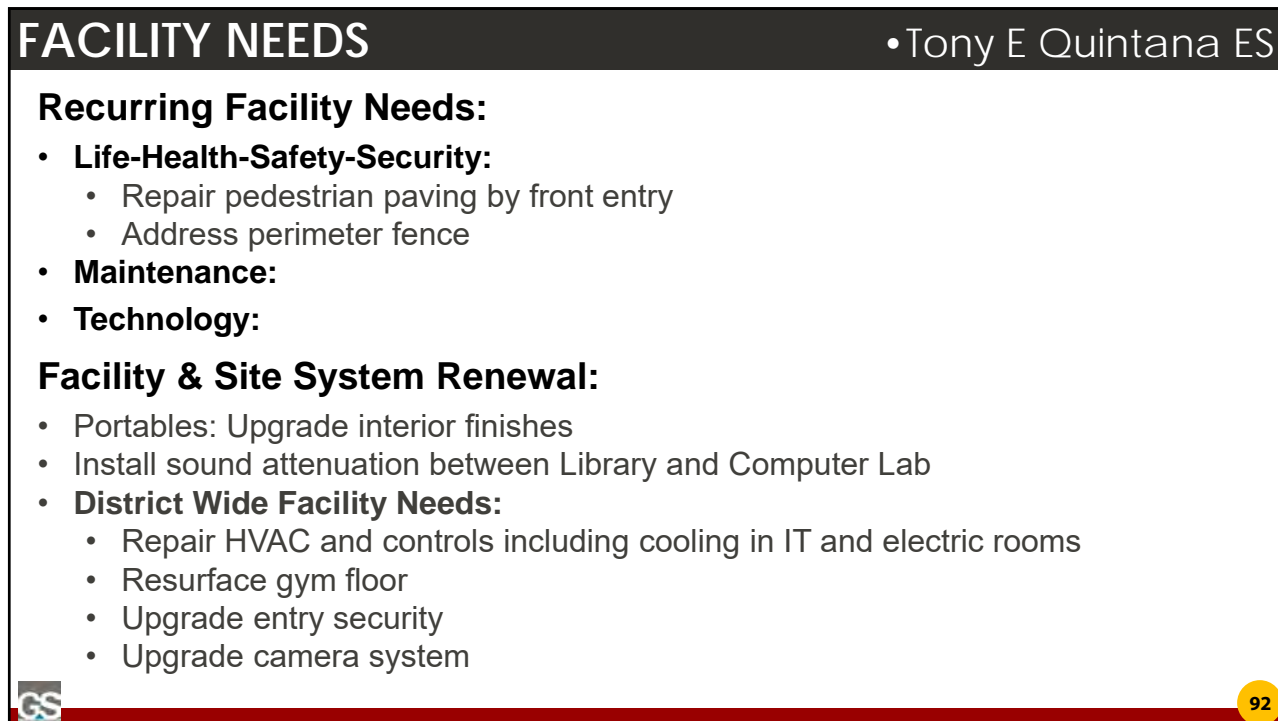 FACILITY NEEDS •Tony E Quintana ES
Recurring Facility Needs:
• Life-Health-Safety-Security:
• Repair pedestrian paving by front entry
• Address perimeter fence
• Maintenance:
• Technology:
Facility & Site System Renewal:
• Portables: Upgrade interior finishes
• Install sound attenuation between Library and Computer Lab
• District Wide Facility Needs:
• Repair HVAC and controls including cooling in IT and electric rooms
• Resurface gym floor
• Upgrade entry security
• Upgrade camera system
GS
92